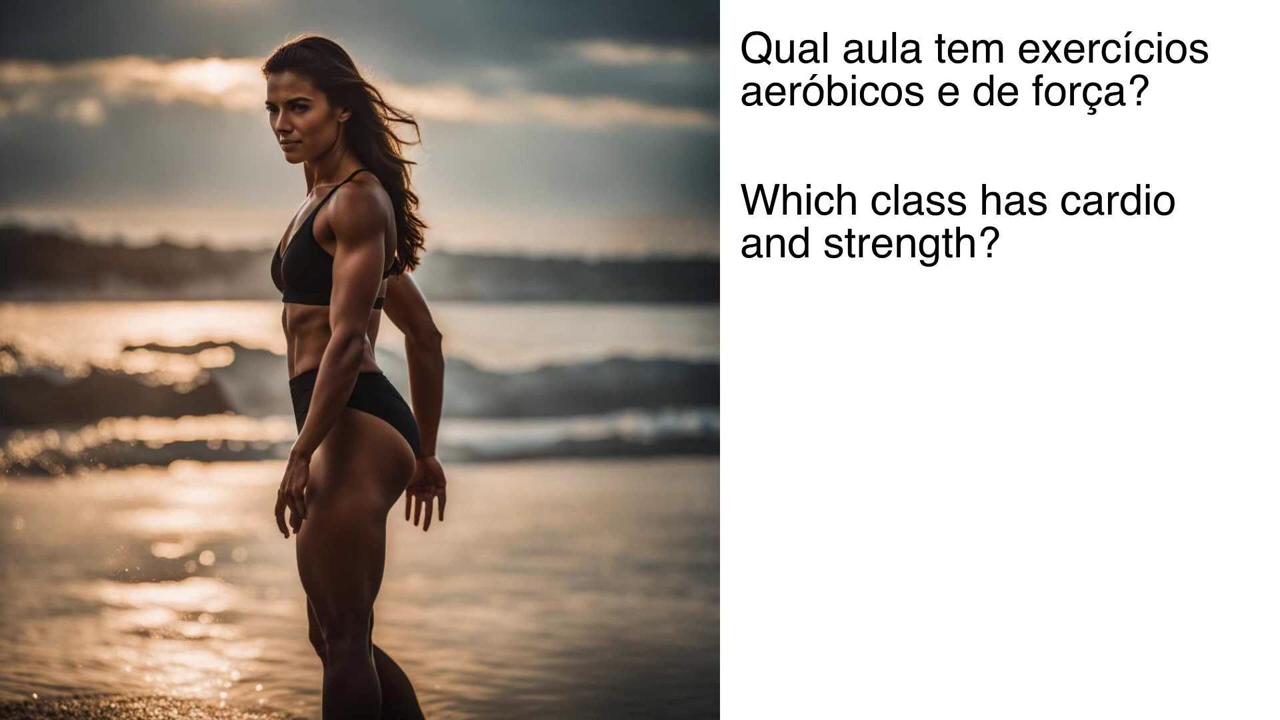 Qual aula tem exercícios
aeróbicos e de força?
Which class has cardio
and strength?